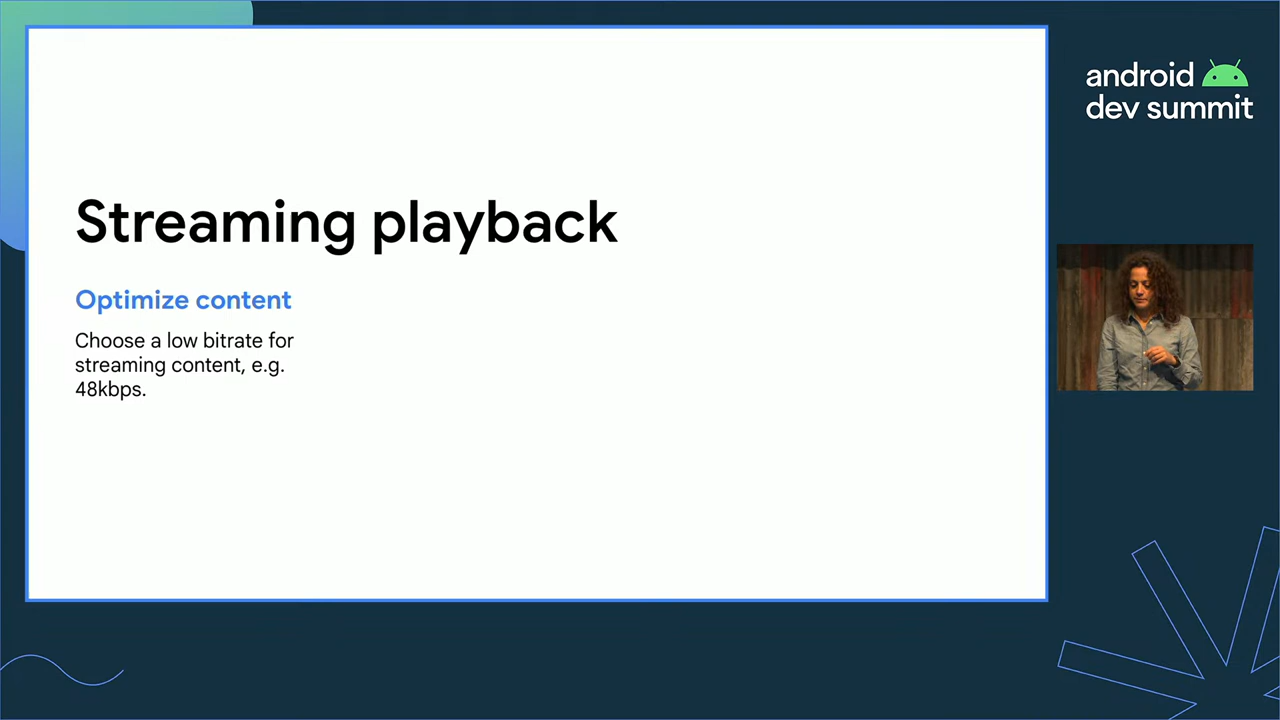 android
dev summit
Streaming playback
Optimize content
Choose a low bitrate for
streaming content, e.g.
48kbps.